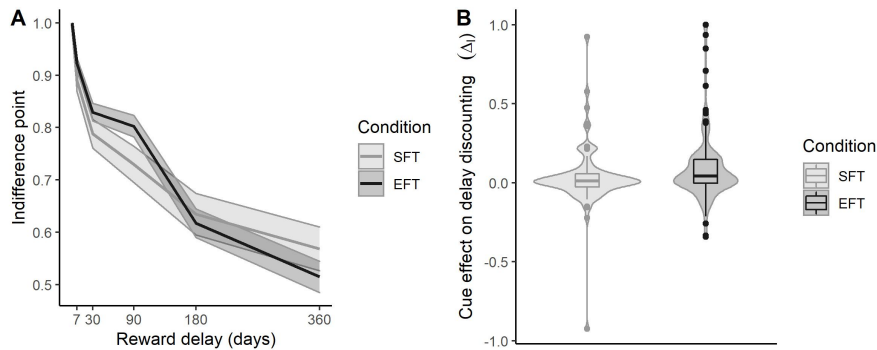 A
Indifference point
1.0
0.9
0.8
0.7
0.6
0.5
7 30 90 180 360
Reward delay (days)
Condition
SFT
EFT
B
Cue effect on delay discounting (ΔI)
1.0
0.5
0.0
-0.5
-1.0
Condition
SFT
EFT